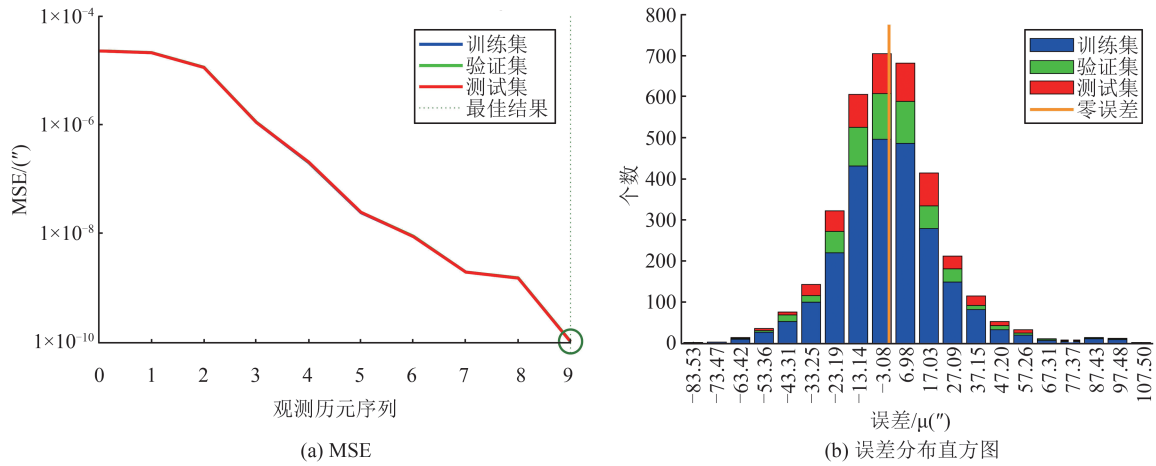 1×10⁻⁴
1×10⁻⁶
1×10⁻⁸
1×10⁻¹⁰
MSE/(″)
训练集
验证集
测试集
最佳结果
0 1 2 3 4 5 6 7 8 9
观测历元序列
(a) MSE
800
700
600
500
400
300
200
100
0
个数
训练集
验证集
测试集
零误差
−83.53
−73.47
−63.42
−53.36
−43.31
−33.25
−23.19
−13.14
−3.08
6.98
17.03
27.09
37.15
47.20
57.26
67.31
77.37
87.43
97.48
107.50
误差/μ(″)
(b) 误差分布直方图